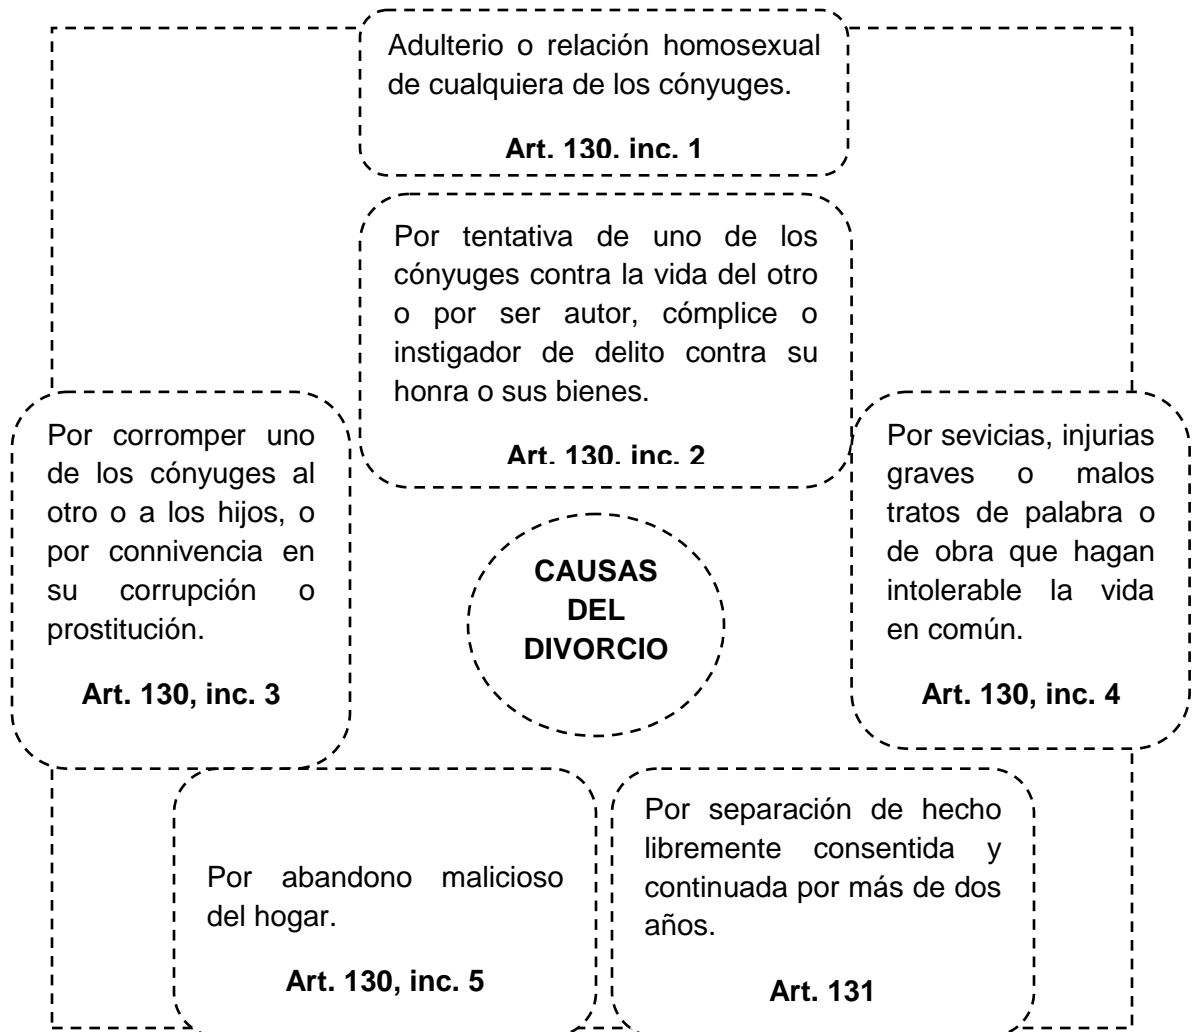 Adulterio o relación homosexual
de cualquiera de los cónyuges.
Art. 130, inc. 1
Por tentativa de uno de los
cónyuges contra la vida del otro
o por ser autor, cómplice o
instigador de delito contra su
honra o sus bienes.
Art. 130, inc. 2
Por corromper uno
de los cónyuges al
otro o a los hijos, o
por connivencia en
su corrupción o
prostitución.
Art. 130, inc. 3
CAUSAS
DEL
DIVORCIO
Por sevicias, injurias
graves o malos
tratos de palabra o
de obra que hagan
intolerable la vida
en común.
Art. 130, inc. 4
Por abandono malicioso
del hogar.
Art. 130, inc. 5
Por separación de hecho
libremente consentida y
continuada por más de dos
años.
Art. 131